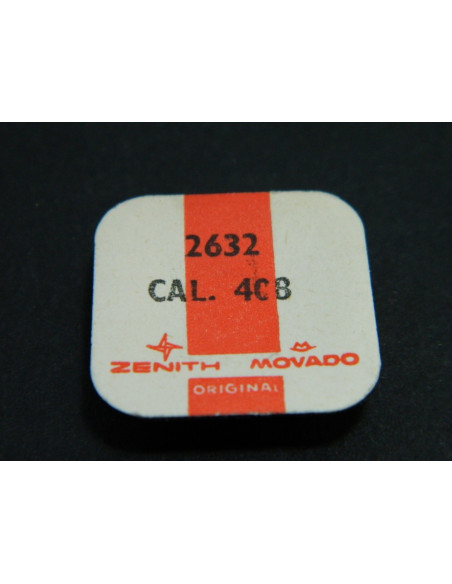 2632
CAL. 408
ZENITH MOVADO
ORIGINAL